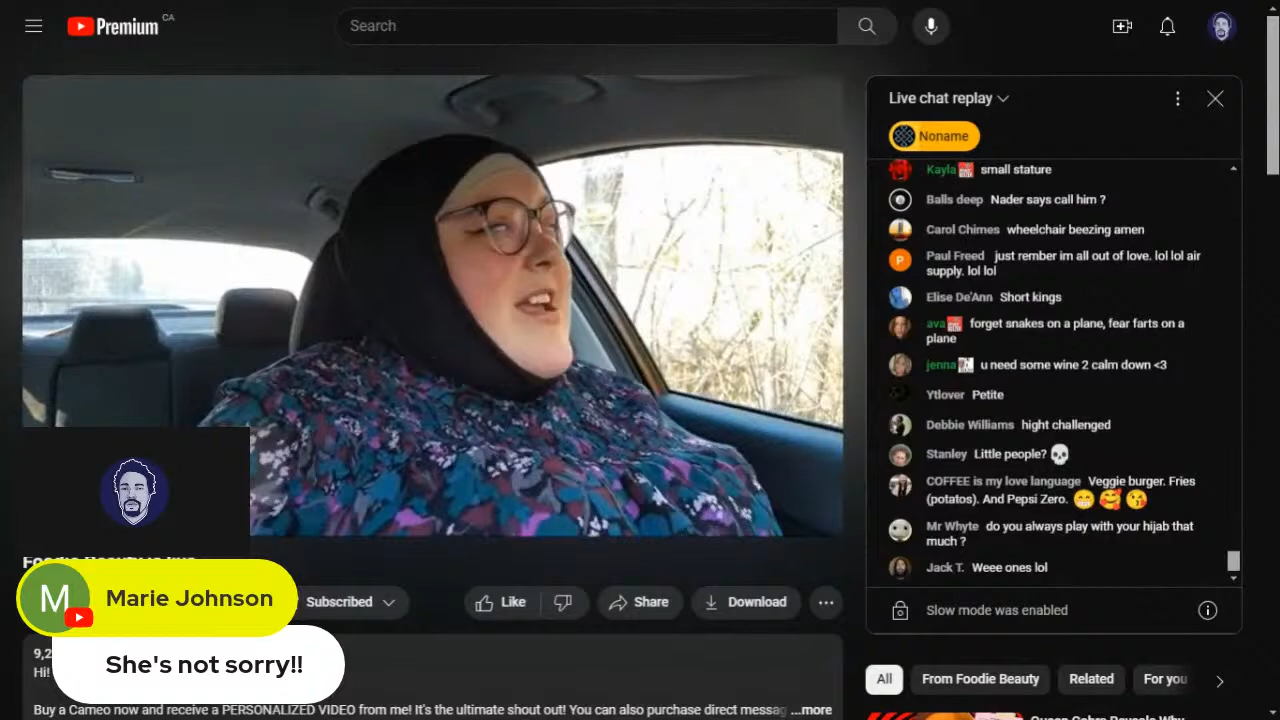 Premium CA
Search
Live chat replay
Noname
Kayla small stature
Balls deep Nader says call him ?
Carol Chimes wheelchair beezing amen
Paul Freed just rember im all out of love. lol lol air
supply. lol lol
Elise De'Ann Short kings
ava forget snakes on a plane, fear farts on a
plane
jenna u need some wine 2 calm down <3
Ytlover Petite
Debbie Williams hight challenged
Stanley Little people? 💀
COFFEE is my love language Veggie burger. Fries
(potatos). And Pepsi Zero. 😁🥰😘
Mr Whyte do you always play with your hijab that
much ?
Jack T. Weee ones lol
Slow mode was enabled
M Marie Johnson
She's not sorry!!
Subscribed
Like
Share
Download
9,2
Hi!
Buy a Cameo now and receive a PERSONALIZED VIDEO from me! It's the ultimate shout out! You can also purchase direct messag ...more
All
From Foodie Beauty
Related
For you